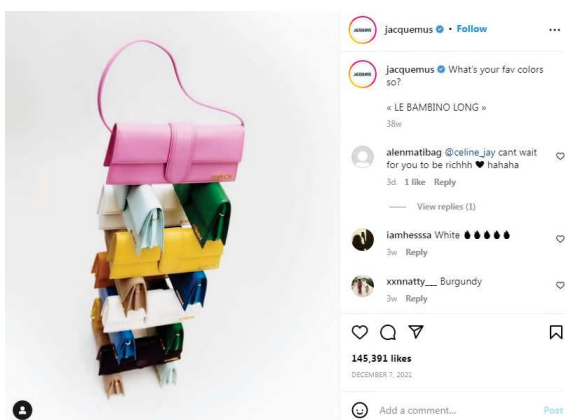 jacquemus • Follow
jacquemus What's your fav colors
so?
« LE BAMBINO LONG »
38w
alenmatibag @celine_jay cant wait
for you to be richhh 🖤 hahaha
3d 1 like Reply
View replies (1)
iamhesssa White
3w Reply
xxnnatty___ Burgundy
3w Reply
145,391 likes
DECEMBER 7, 2021
Add a comment... Post